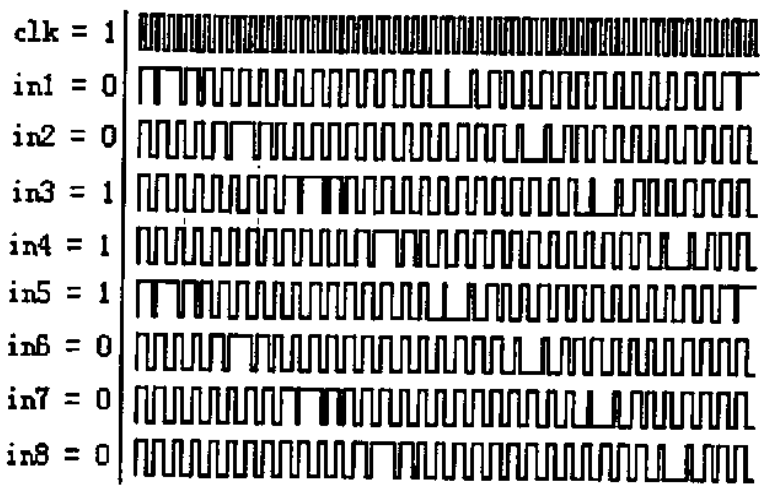 clk = 1
in1 = 0
in2 = 0
in3 = 1
in4 = 1
in5 = 1
in6 = 0
in7 = 0
in8 = 0